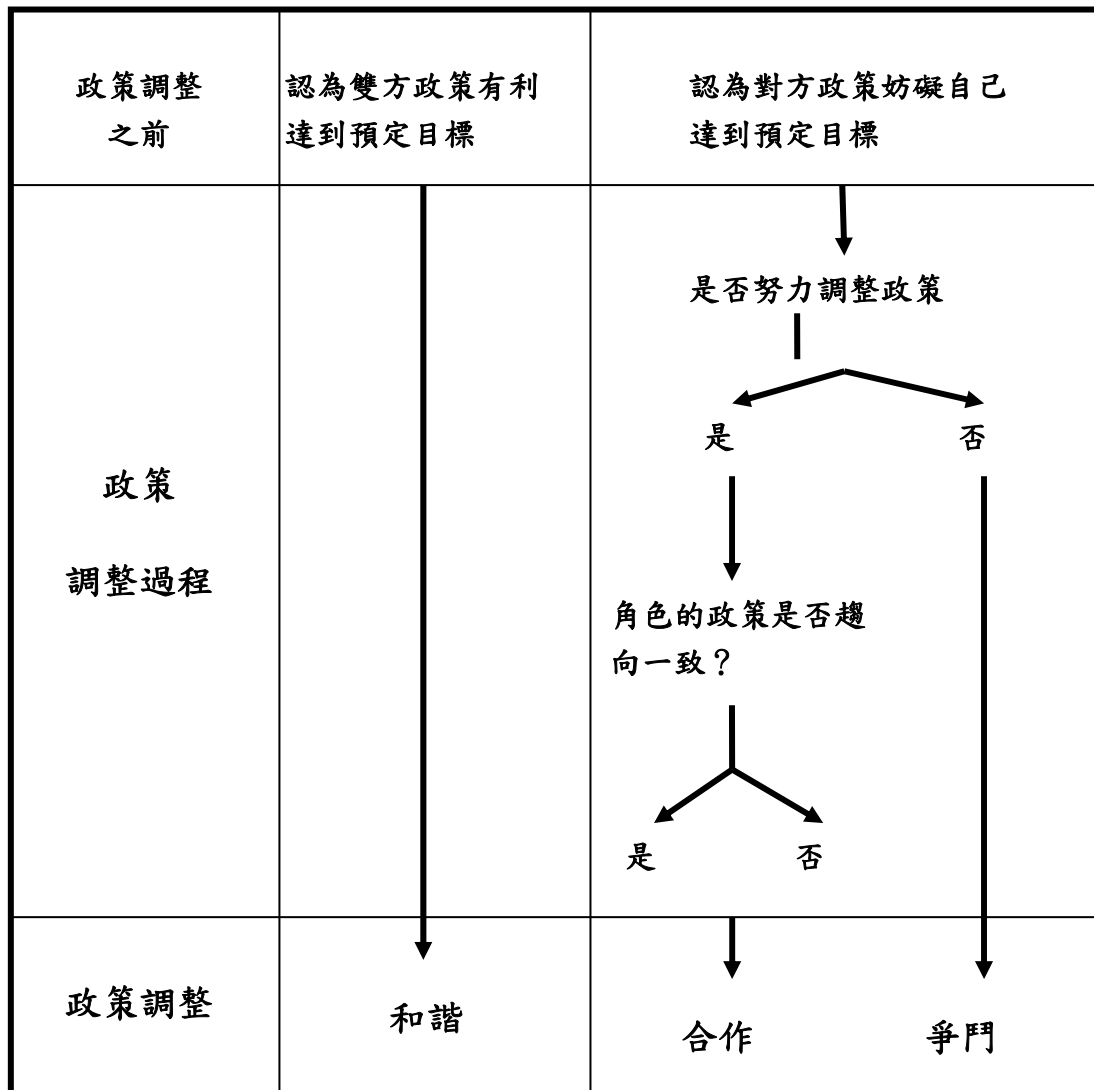 政策調整
之前
認為雙方政策有利
達到預定目標
認為對方政策妨礙自己
達到預定目標
政策
調整過程
是否努力調整政策
是
否
角色的政策是否趨
向一致？
是
否
政策調整
和諧
合作
爭鬥